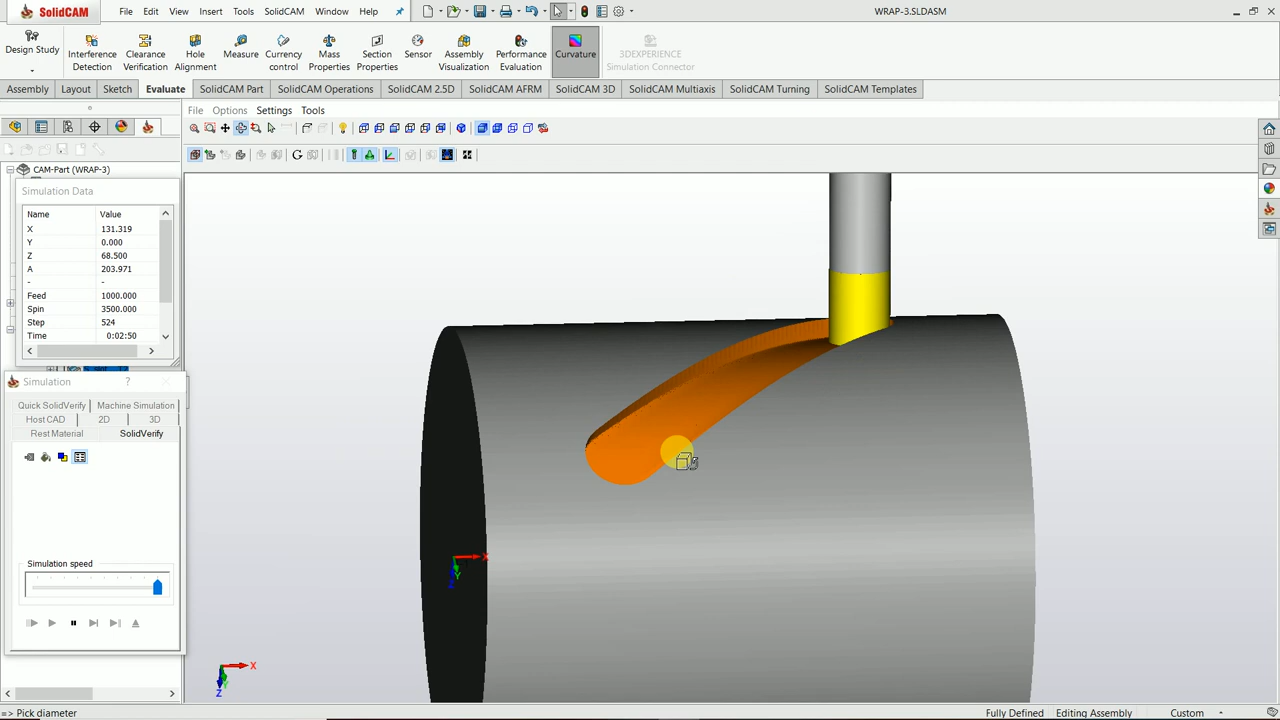 SolidCAM File Edit View Insert Tools SolidCAM Window Help WRAP-3.SLDASM
Design Study Interference Detection Clearance Verification Hole Alignment Measure Currency control Mass Properties Section Properties Sensor Assembly Visualization Performance Evaluation Curvature 3DEXPERIENCE Simulation Connector
Assembly Layout Sketch Evaluate SolidCAM Part SolidCAM Operations SolidCAM 2.5D SolidCAM AFRM SolidCAM 3D SolidCAM Multiaxis SolidCAM Turning SolidCAM Templates
File Options Settings Tools
CAM-Part (WRAP-3)
Simulation Data
Name Value
X 131.319
Y 0.000
Z 68.500
A 203.971
- -
Feed 1000.000
Spin 3500.000
Step 524
Time 0:02:50
Simulation ?
Quick SolidVerify Machine Simulation
Host CAD 2D 3D
Rest Material SolidVerify
Simulation speed
X
Y
Z
X
Y
Z
=> Pick diameter Fully Defined Editing Assembly Custom